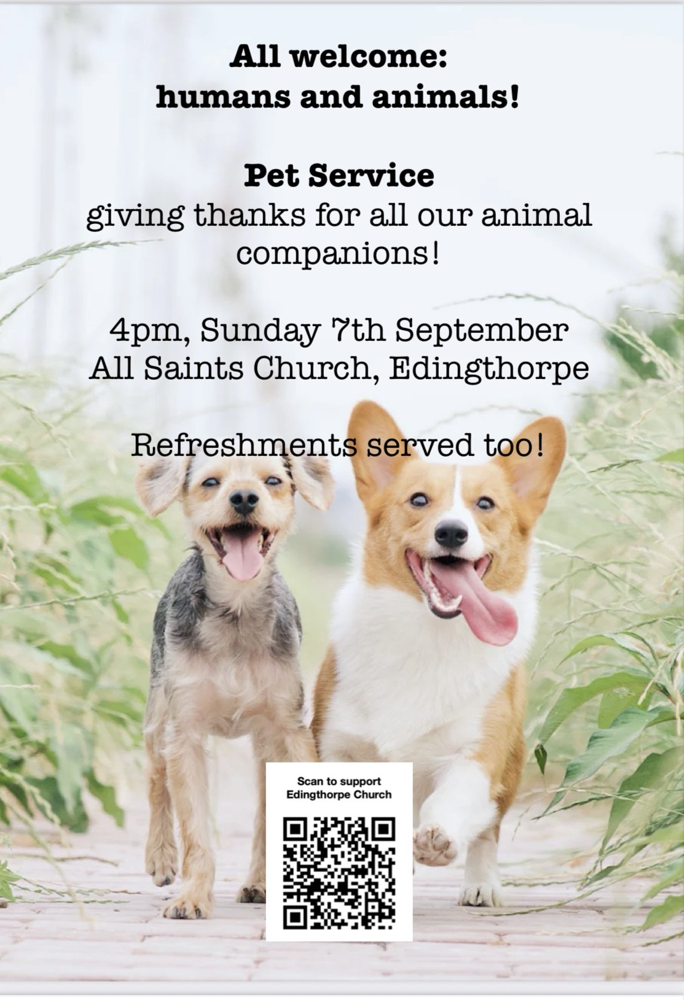 All welcome:
humans and animals!
Pet Service
giving thanks for all our animal
companions!
4pm, Sunday 7th September
All Saints Church, Edingthorpe
Refreshments served too!
Scan to support
Edingthorpe Church